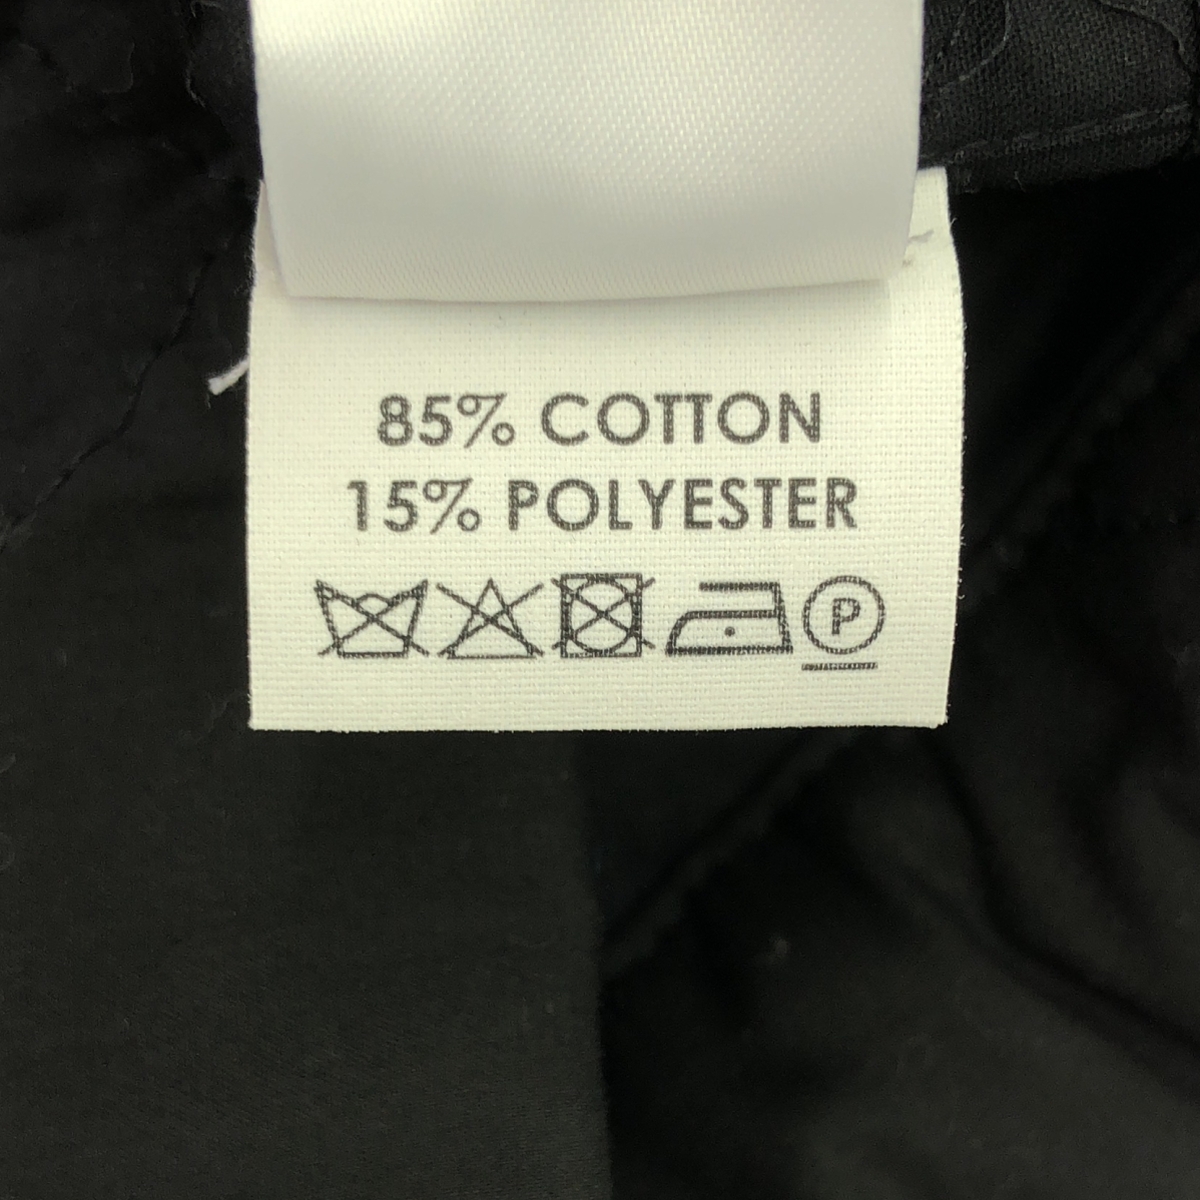 85% COTTON
15% POLYESTER
P